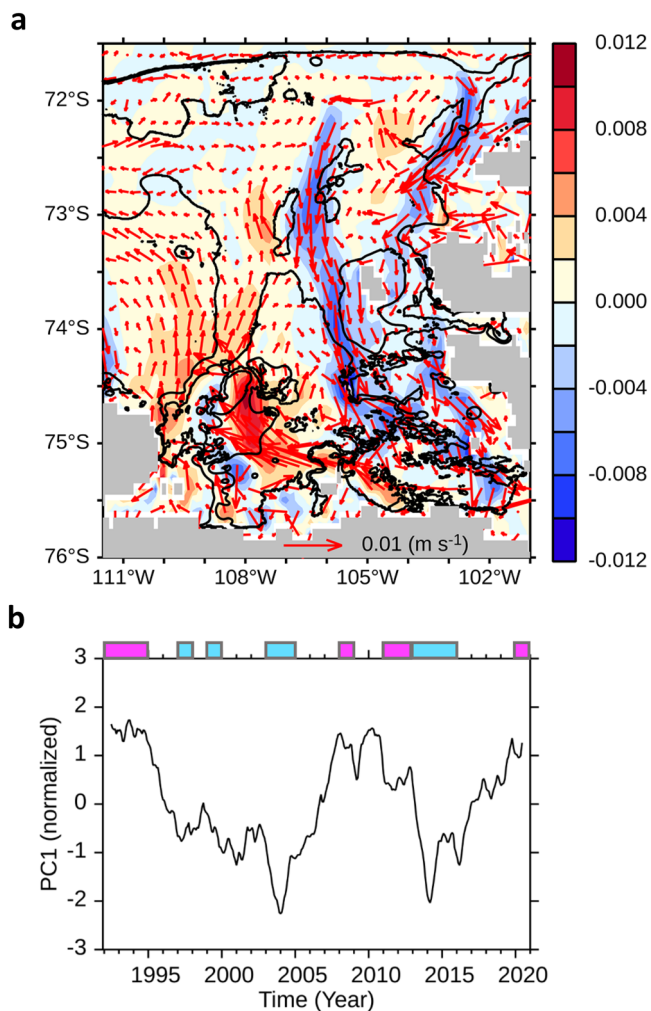 a
72°S
73°S
74°S
75°S
76°S
111°W
108°W
105°W
102°W
0.01 (m s-1)
0.012
0.008
0.004
0.000
-0.004
-0.008
-0.012
b
3
2
1
0
-1
-2
-3
PC1 (normalized)
1995
2000
2005
2010
2015
2020
Time (Year)